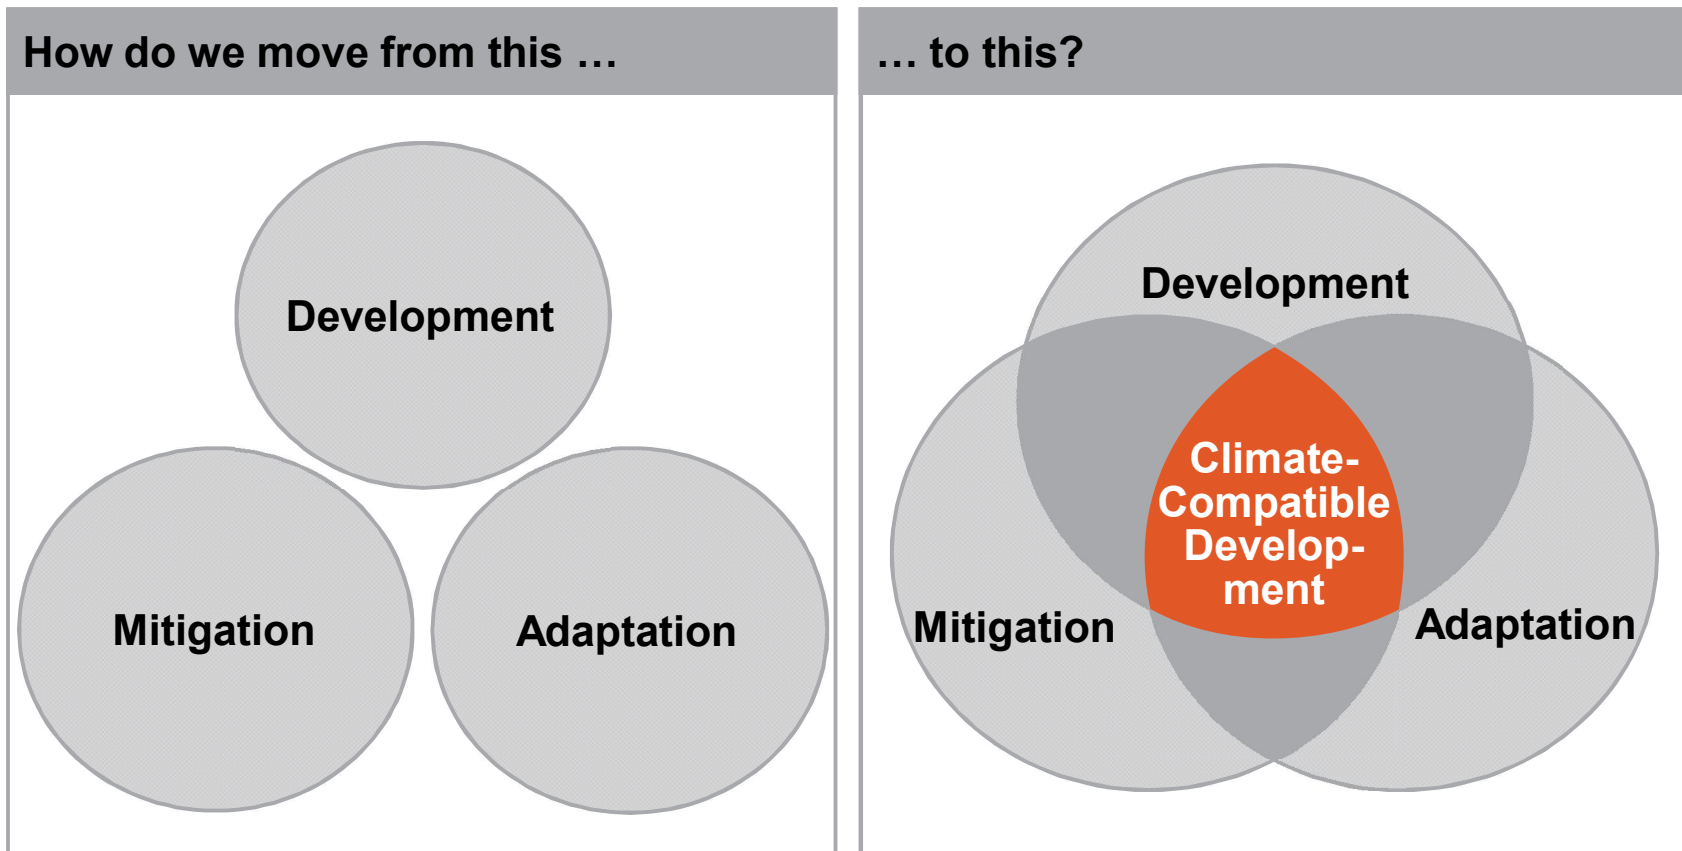 How do we move from this …
Development
Mitigation
Adaptation
… to this?
Development
Climate-
Compatible
Develop-
ment
Mitigation
Adaptation